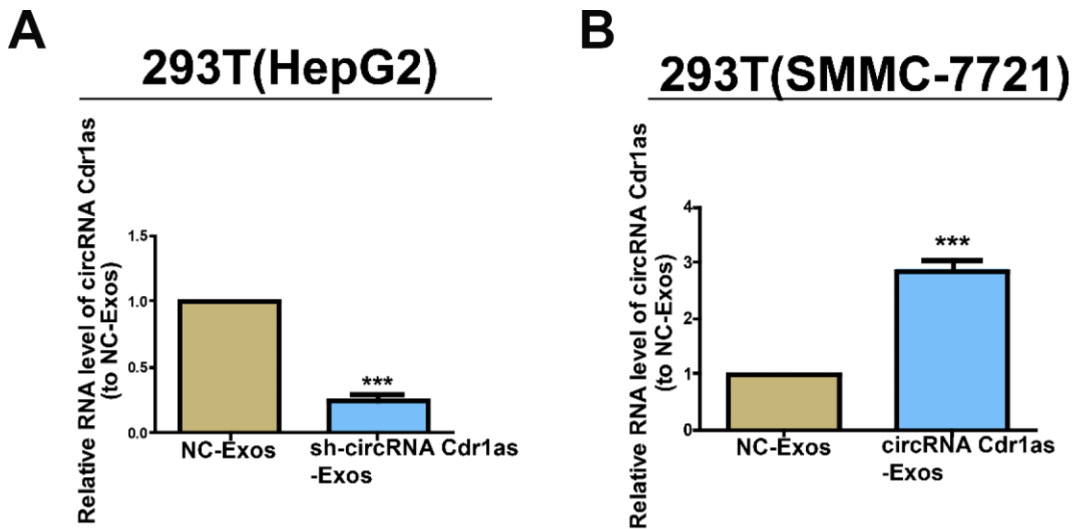 A
293T(HepG2)
Relative RNA level of circRNA Cdr1as
(to NC-Exos)
1.5
1.0
0.5
0.0
***
NC-Exos
sh-circRNA Cdr1as
-Exos
B
293T(SMMC-7721)
Relative RNA level of circRNA Cdr1as
(to NC-Exos)
4
3
2
1
0
***
NC-Exos
circRNA Cdr1as
-Exos